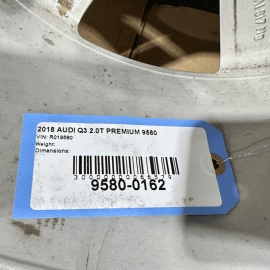 2018 AUDI Q3 2.0T PREMIUM 9580
VIN: R019580
Weight:
Dimensions:
9580-0162